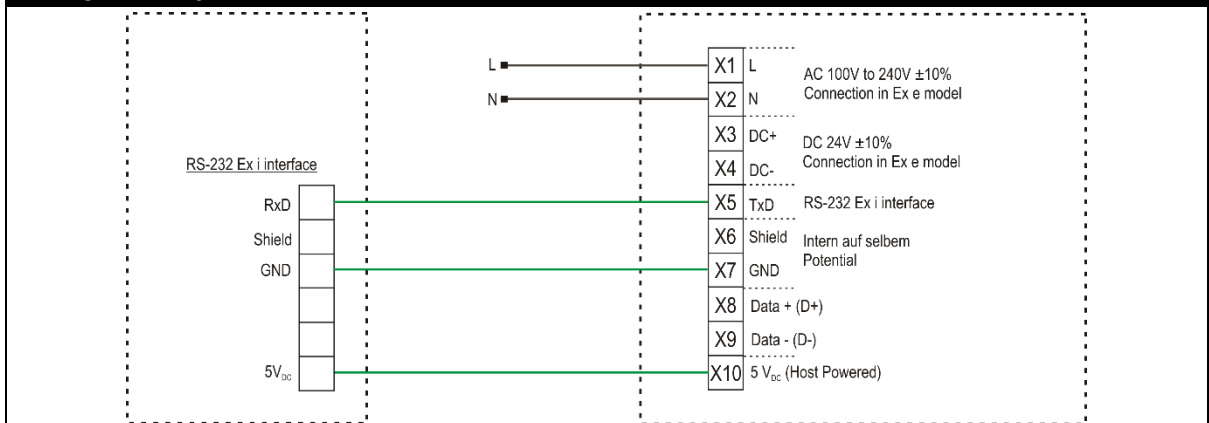 L
N
X1 L
X2 N
AC 100V to 240V ±10%
Connection in Ex e model
X3 DC+
X4 DC-
DC 24V ±10%
Connection in Ex e model
RS-232 Ex i interface
RxD
X5 TxD RS-232 Ex i interface
Shield
X6 Shield
Intern auf selbem
Potential
GND
X7 GND
X8 Data + (D+)
X9 Data - (D-)
5VDC
X10 5 VDC (Host Powered)